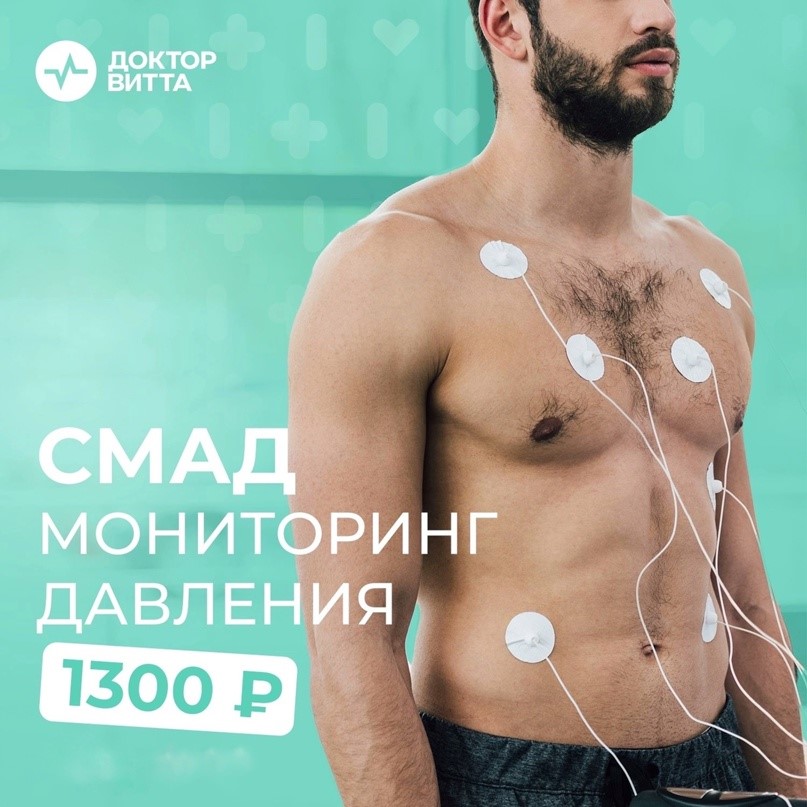 ДОКТОР
ВИТТА
СМАД
МОНИТОРИНГ
ДАВЛЕНИЯ
1300 ₽